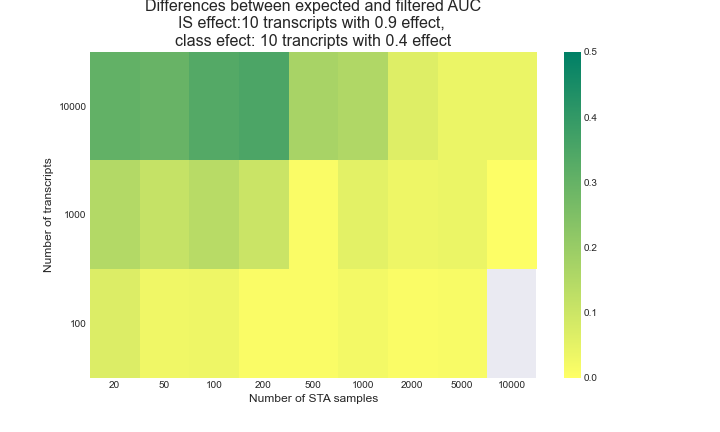 Differences between expected and filtered AUC
IS effect:10 transcripts with 0.9 effect,
class efect: 10 trancripts with 0.4 effect
Number of transcripts
10000
1000
100
20 50 100 200 500 1000 2000 5000 10000
Number of STA samples
0.5
0.4
0.3
0.2
0.1
0.0